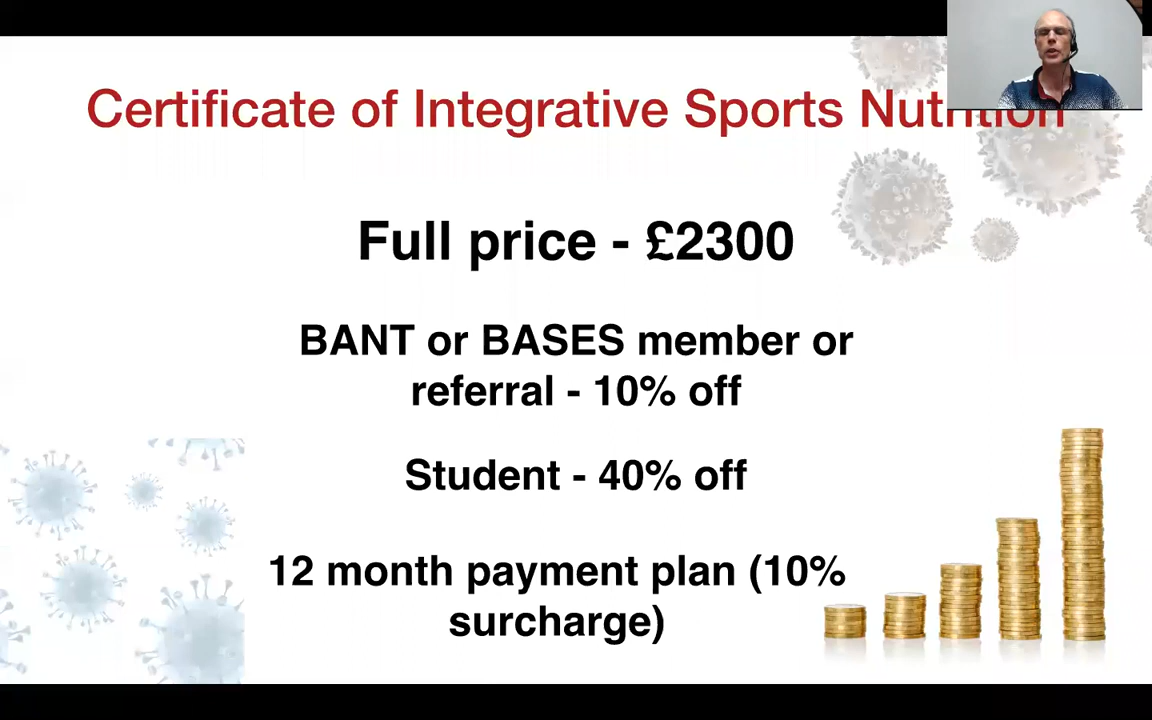 Certificate of Integrative Sports Nutrition
Full price - £2300
BANT or BASES member or
referral - 10% off
Student - 40% off
12 month payment plan (10%
surcharge)